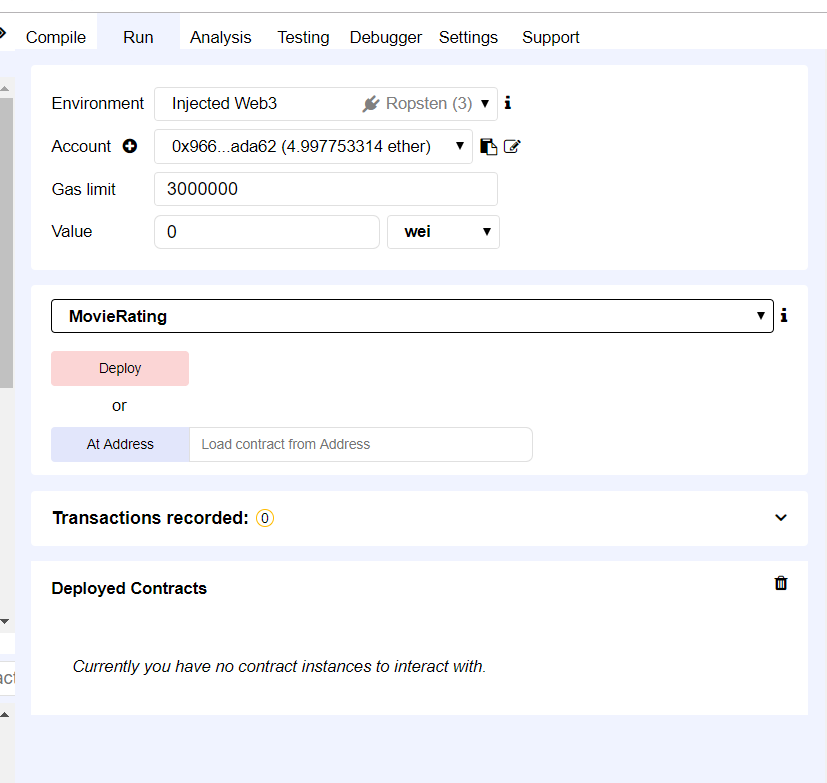 Compile Run Analysis Testing Debugger Settings Support
Environment Injected Web3 Ropsten (3)
Account 0x966...ada62 (4.997753314 ether)
Gas limit 3000000
Value 0 wei
MovieRating
Deploy
or
At Address Load contract from Address
Transactions recorded: 0
Deployed Contracts
Currently you have no contract instances to interact with.